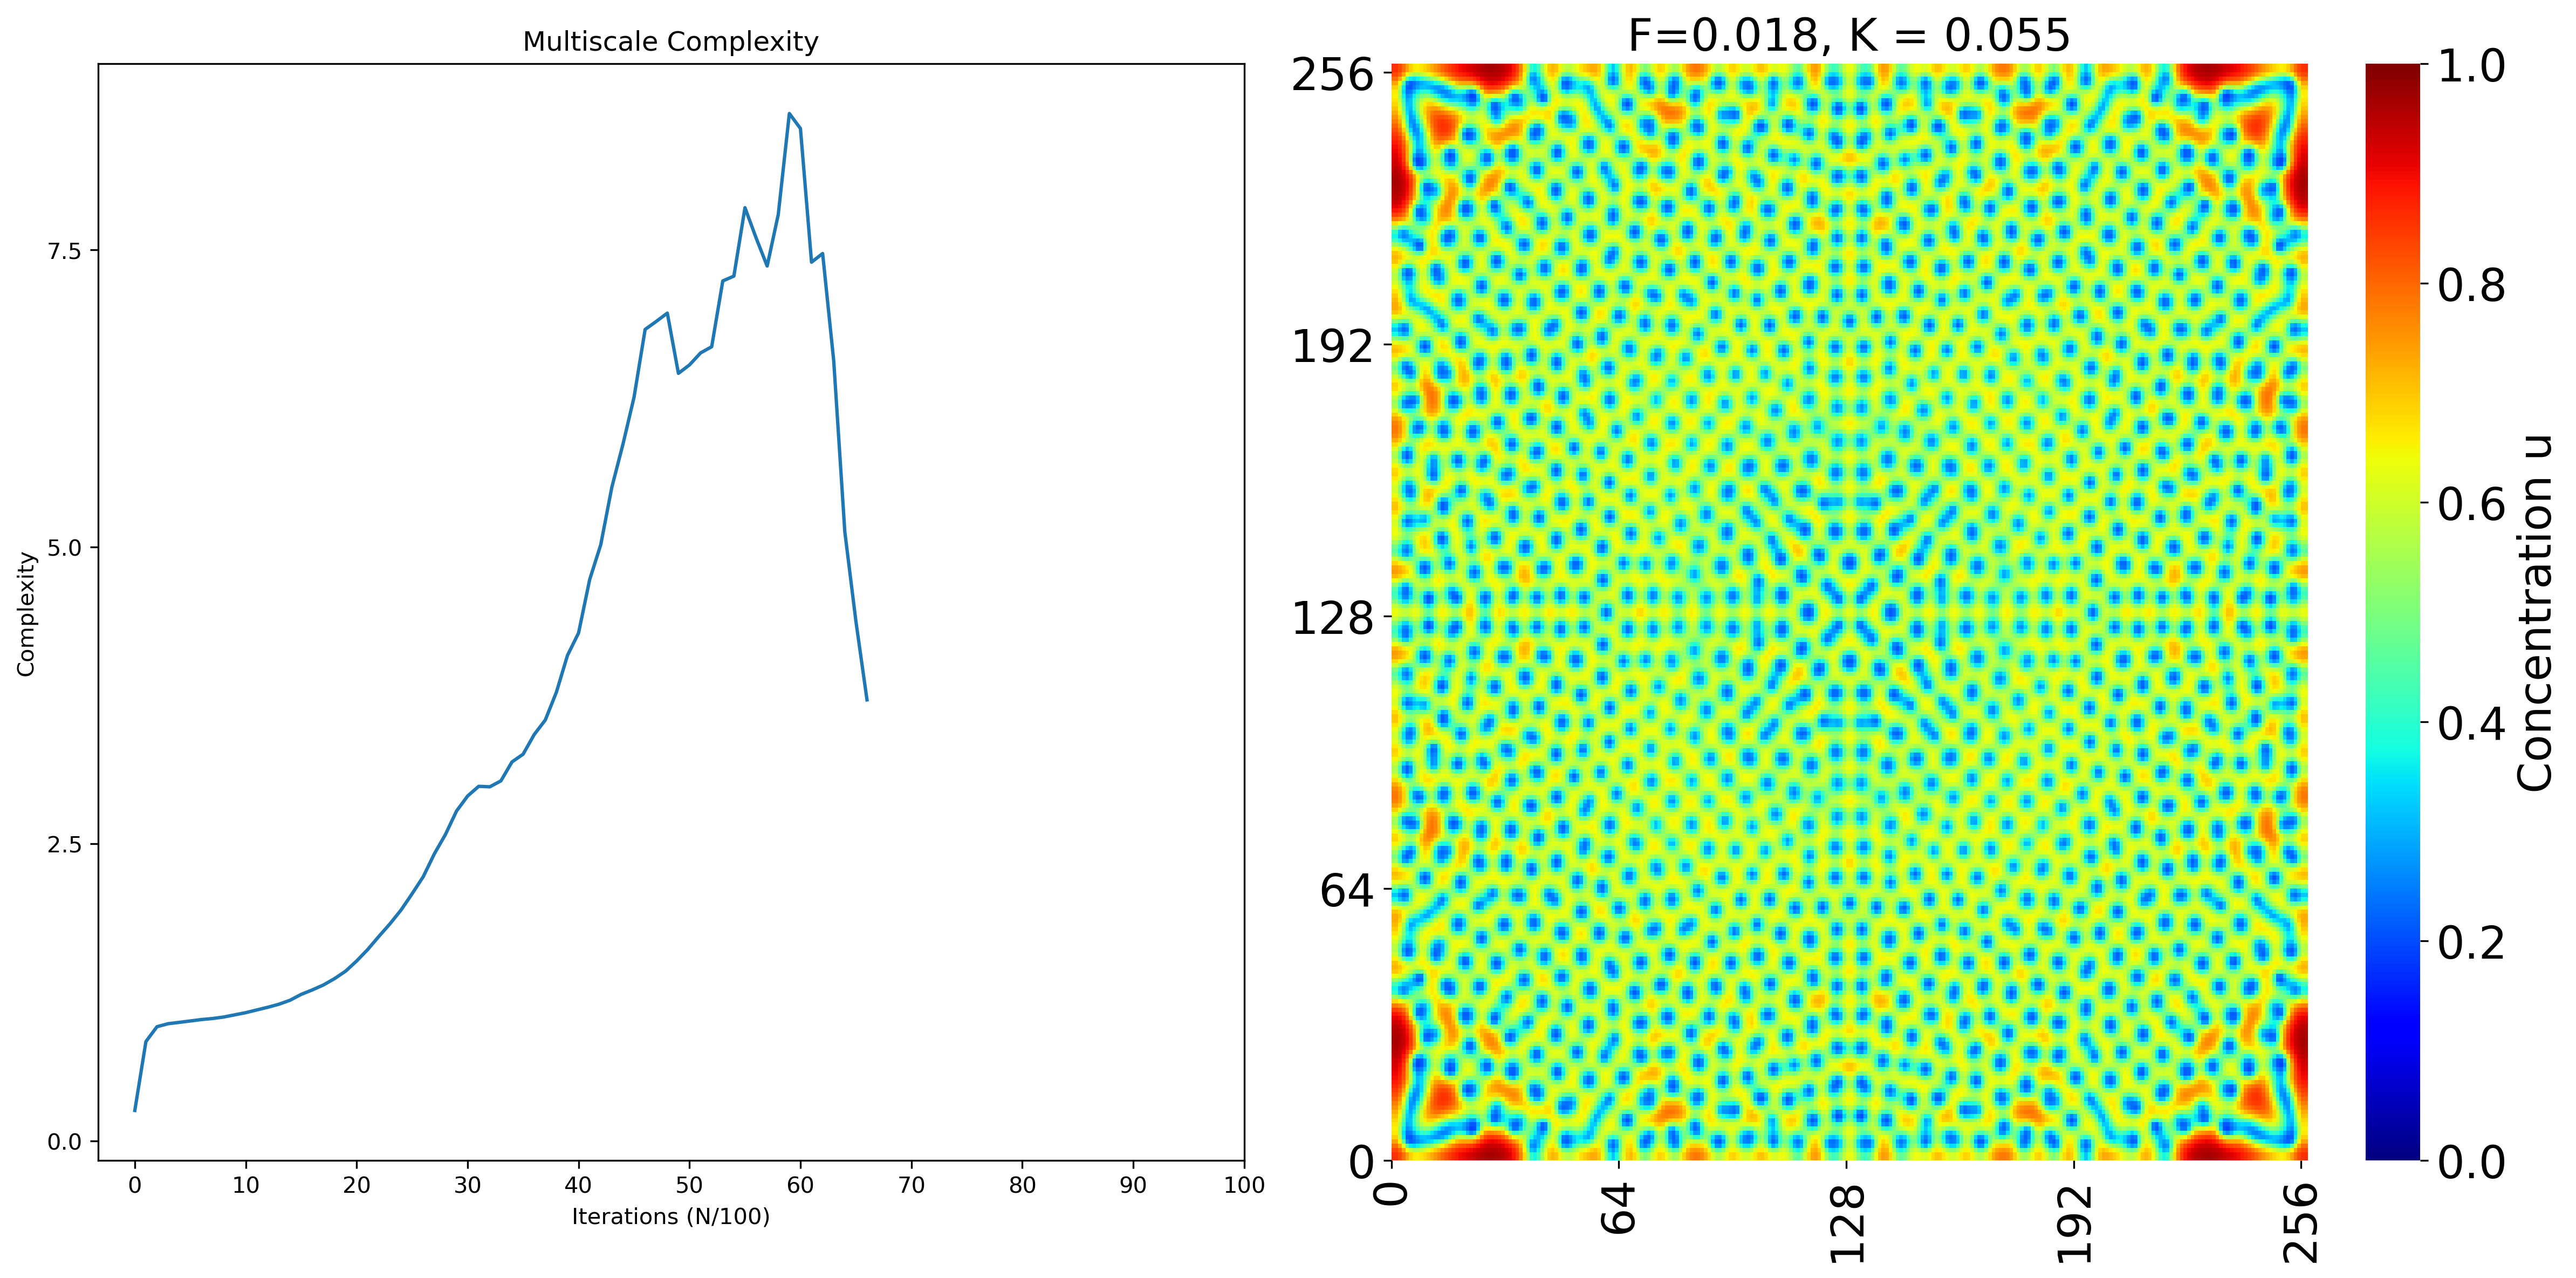 Multiscale Complexity
Complexity
7.5
5.0
2.5
0.0
0 10 20 30 40 50 60 70 80 90 100
Iterations (N/100)
F=0.018, K = 0.055
256
192
128
64
0
0 64 128 192 256
1.0
0.8
0.6
0.4
0.2
0.0
Concentration u